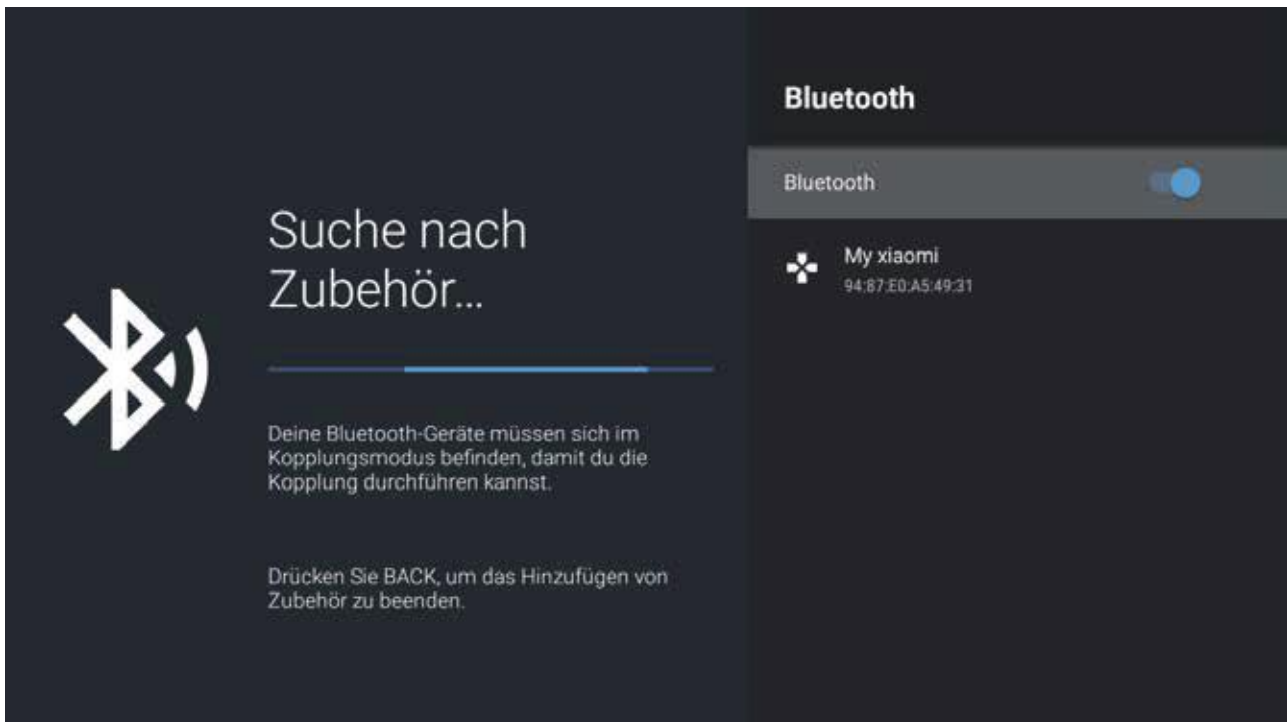 Suche nach
Zubehör...
Deine Bluetooth-Geräte müssen sich im
Kopplungsmodus befinden, damit du die
Kopplung durchführen kannst.
Drücken Sie BACK, um das Hinzufügen von
Zubehör zu beenden.
Bluetooth
Bluetooth
My xiaomi
94:87:E0:A5:49:31